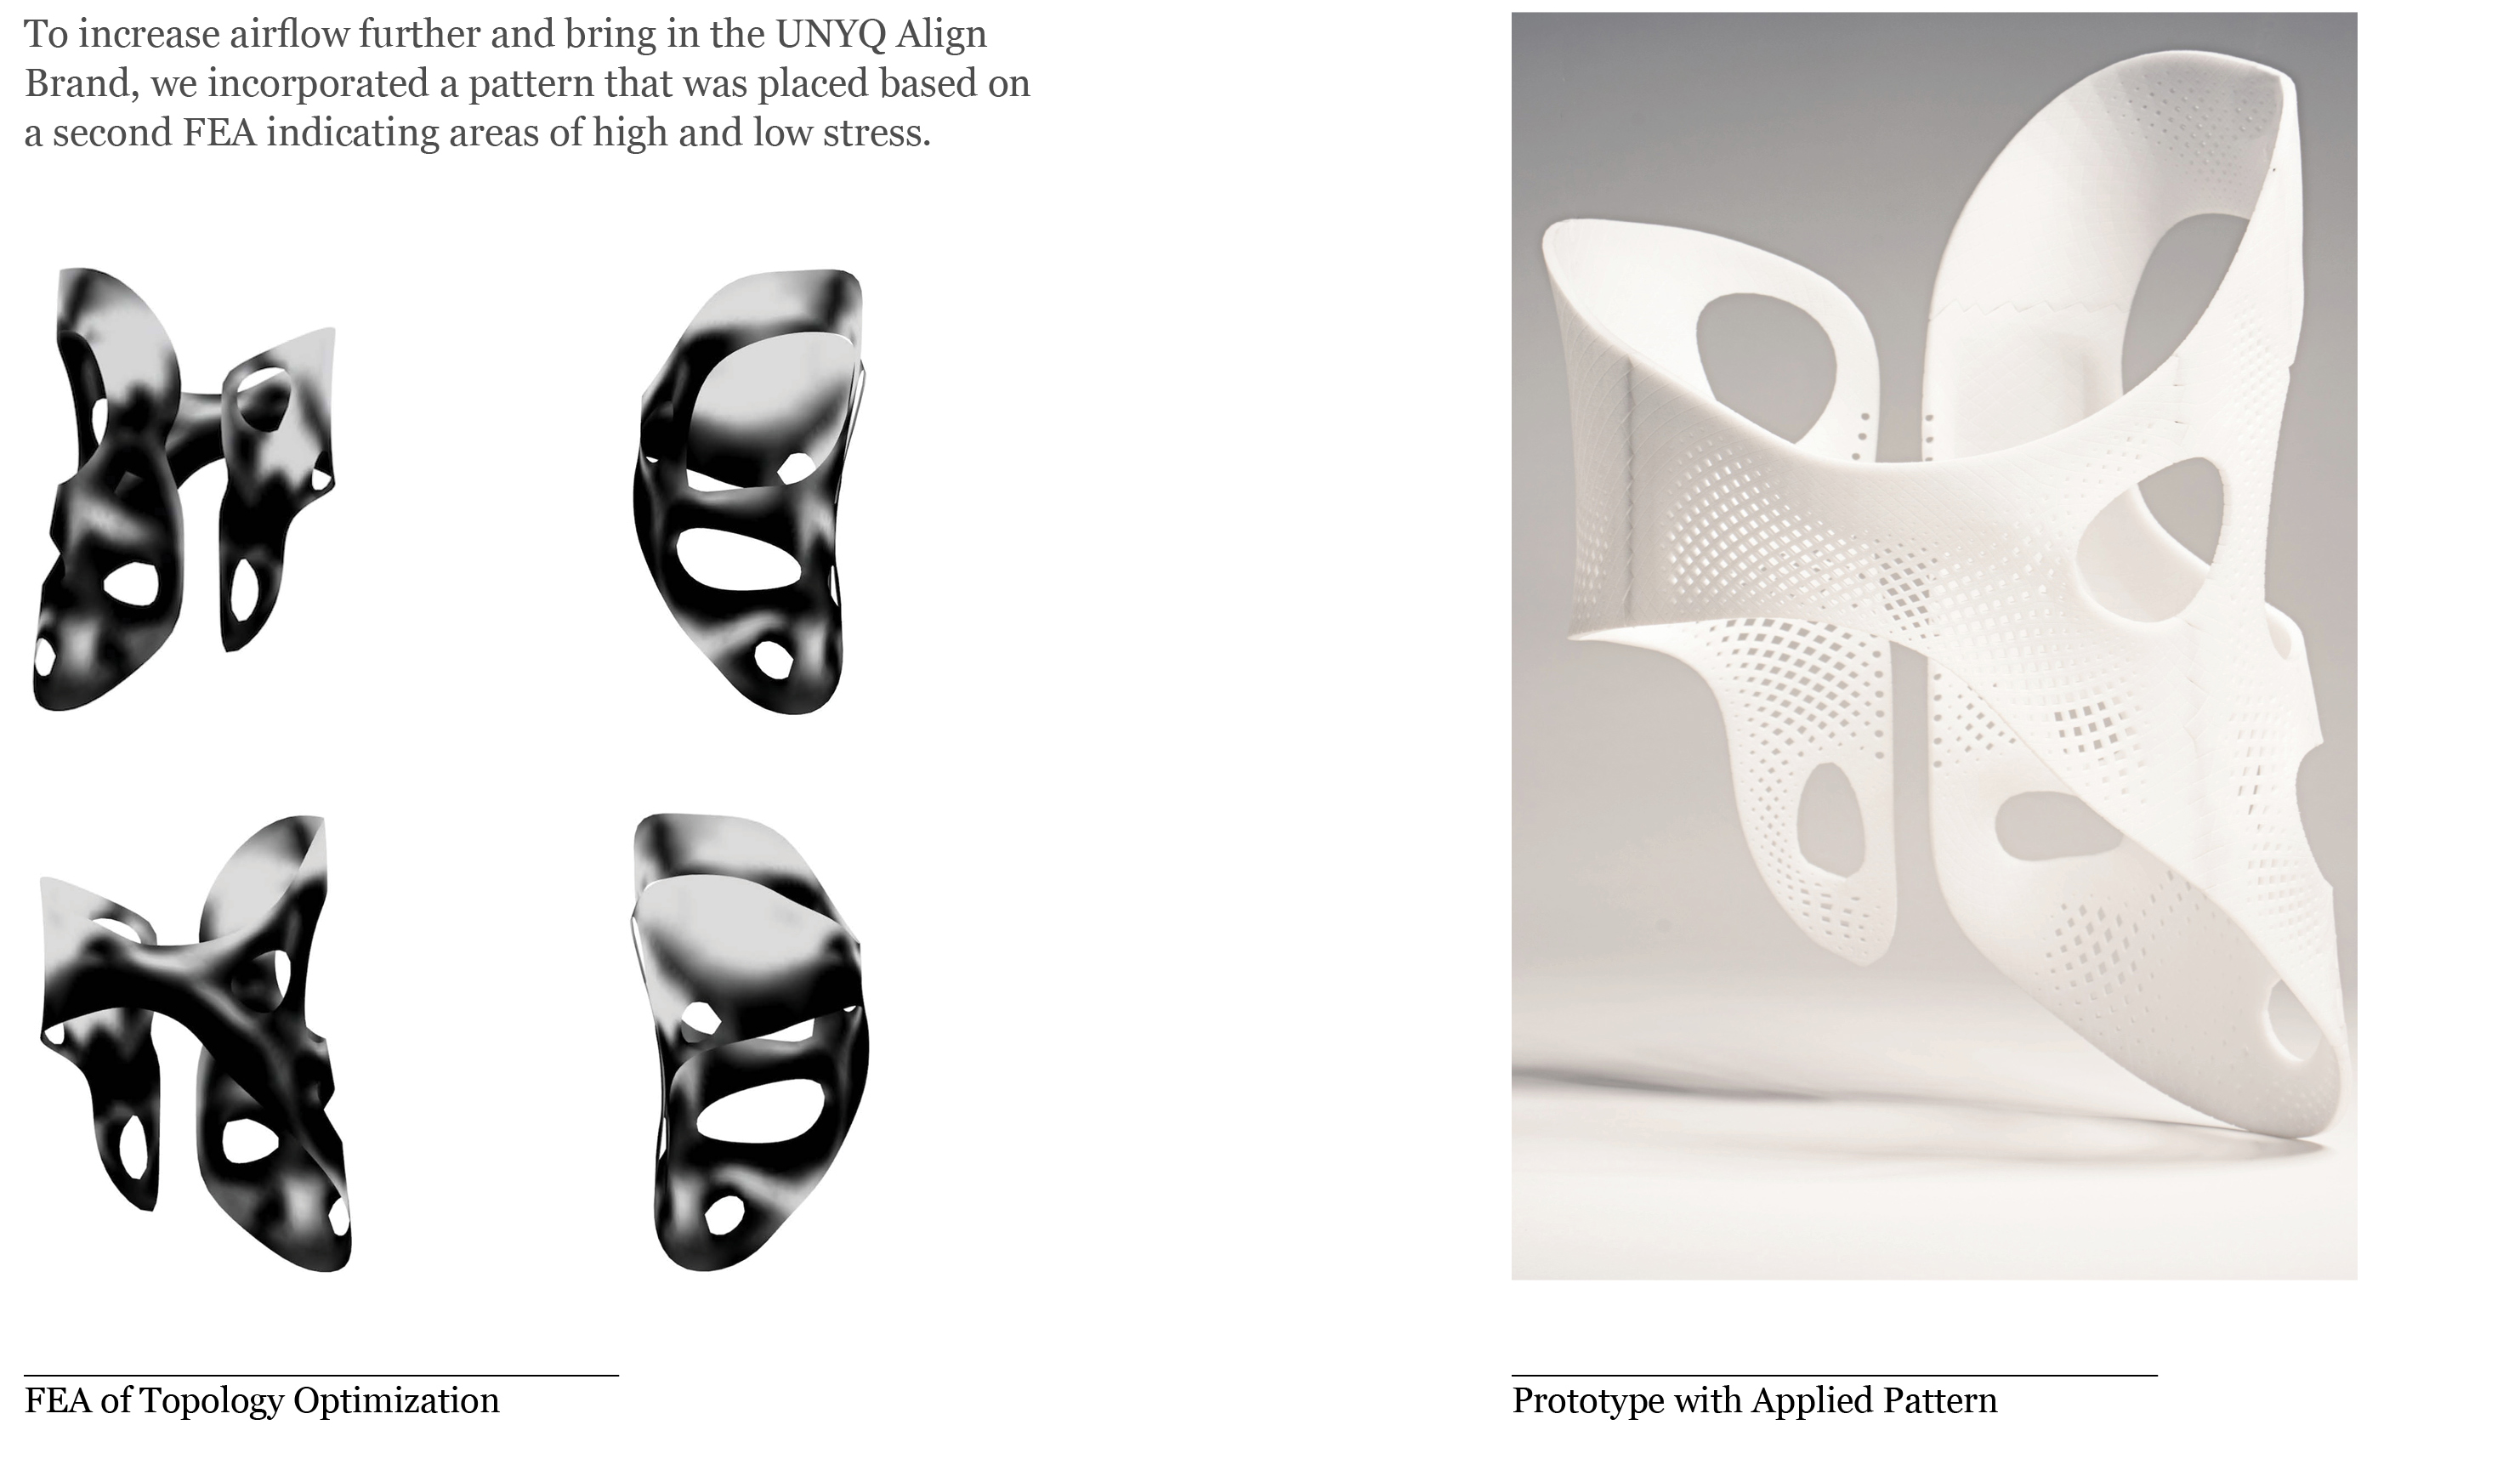 To increase airflow further and bring in the UNYQ Align
Brand, we incorporated a pattern that was placed based on
a second FEA indicating areas of high and low stress.
FEA of Topology Optimization
Prototype with Applied Pattern